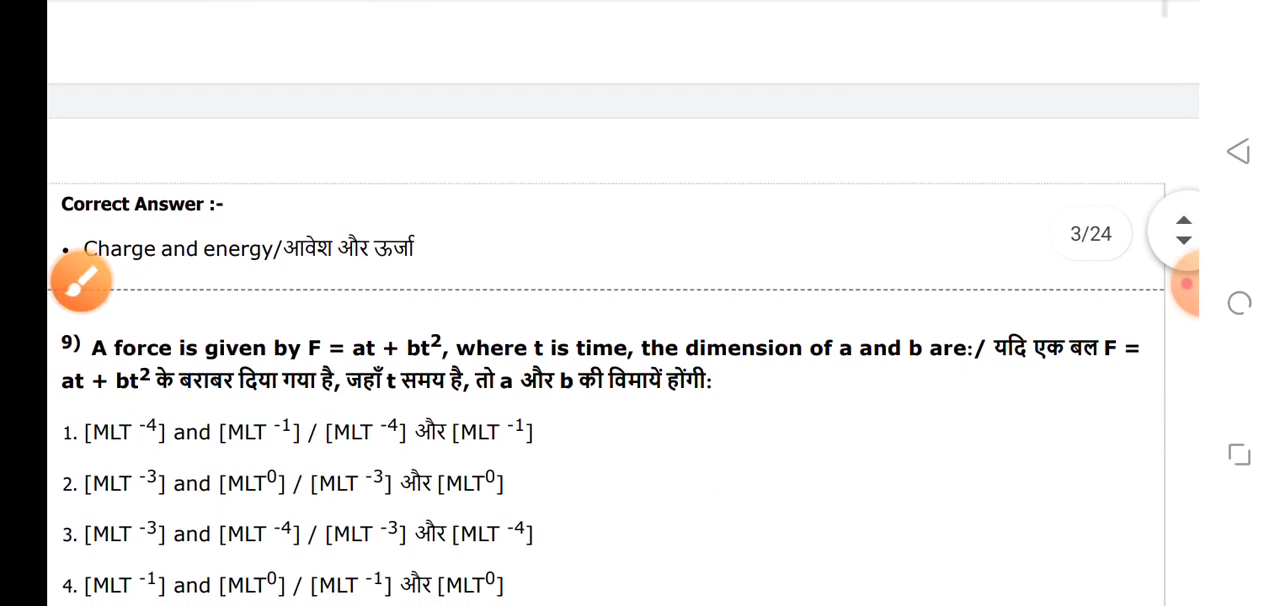 Correct Answer :-
• Charge and energy/आवेश और ऊर्जा
3/24
9) A force is given by F = at + bt², where t is time, the dimension of a and b are:/ यदि एक बल F =
at + bt² के बराबर दिया गया है, जहाँ t समय है, तो a और b की विमायें होंगी:
1. [MLT ⁻⁴] and [MLT ⁻¹] / [MLT ⁻⁴] और [MLT ⁻¹]
2. [MLT ⁻³] and [MLT⁰] / [MLT ⁻³] और [MLT⁰]
3. [MLT ⁻³] and [MLT ⁻⁴] / [MLT ⁻³] और [MLT ⁻⁴]
4. [MLT ⁻¹] and [MLT⁰] / [MLT ⁻¹] और [MLT⁰]